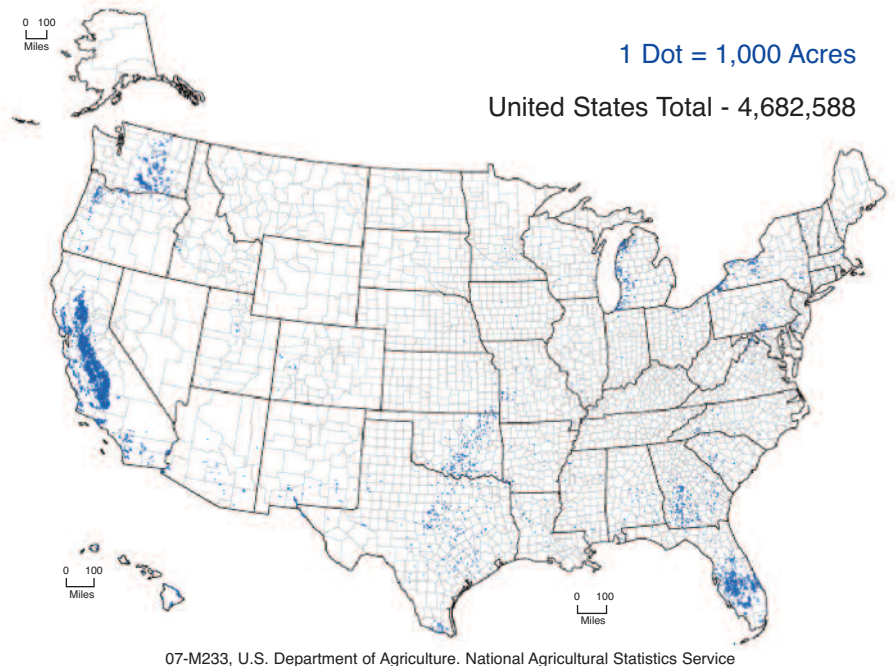 0 100
Miles
1 Dot = 1,000 Acres
United States Total - 4,682,588
0 100
Miles
0 100
Miles
07-M233, U.S. Department of Agriculture. National Agricultural Statistics Service